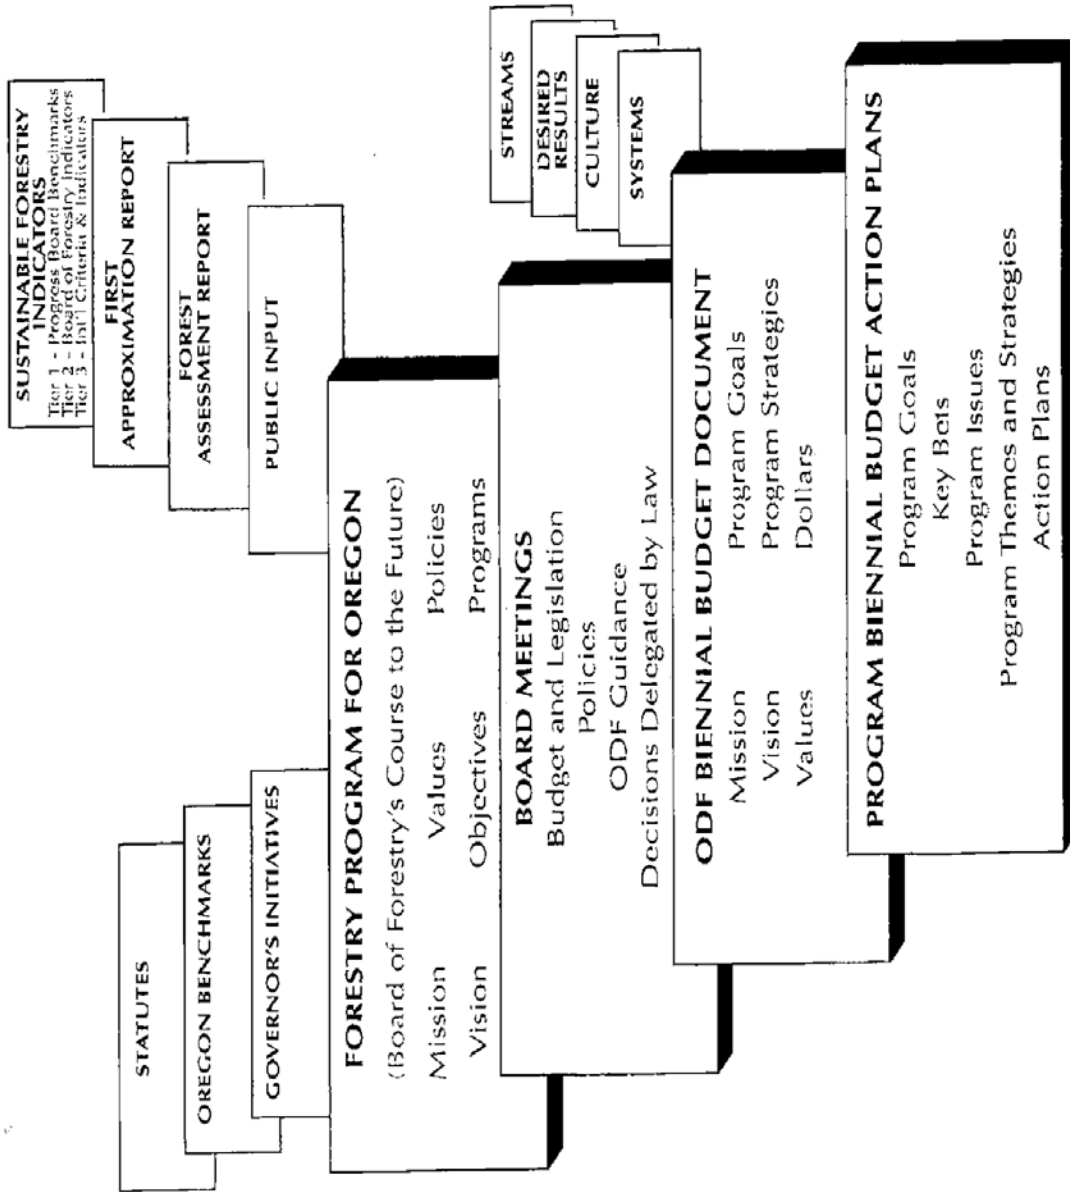 STATUTES
OREGON BENCHMARKS
GOVERNOR'S INITIATIVES
SUSTAINABLE FORESTRY
INDICATORS
Tier 1 - Progress Board Benchmarks
Tier 2 - Board of Forestry Indicators
Tier 3 - Int'l Criteria & Indicators
FIRST
APPROXIMATION REPORT
FOREST
ASSESSMENT REPORT
PUBLIC INPUT
FORESTRY PROGRAM FOR OREGON
(Board of Forestry's Course to the Future)
Mission Values Policies
Vision Objectives Programs
BOARD MEETINGS
Budget and Legislation
Policies
ODF Guidance
Decisions Delegated by Law
STREAMS
DESIRED
RESULTS
CULTURE
SYSTEMS
ODF BIENNIAL BUDGET DOCUMENT
Mission Program Goals
Vision Program Strategies
Values Dollars
PROGRAM BIENNIAL BUDGET ACTION PLANS
Program Goals
Key Bets
Program Issues
Program Themes and Strategies
Action Plans